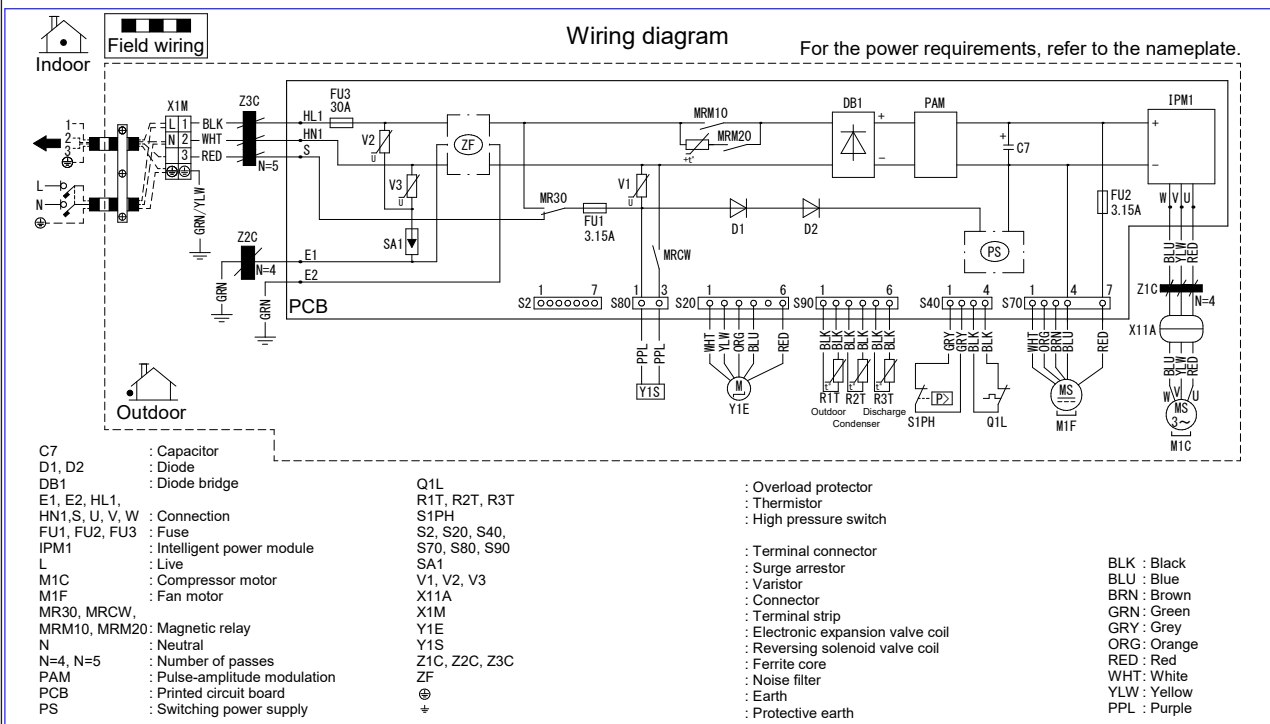 Indoor
Field wiring
Wiring diagram
For the power requirements, refer to the nameplate.
X1M
Z3C
FU3
30A
HL1
HN1
S
BLK
WHT
RED
N=5
L 1
N 2
3
1
2
3
L
N
GRN/YLW
V2
U
V3
U
SA1
ZF
MRM10
MRM20
+t°
DB1
+
−
PAM
+
C7
IPM1
+
−
W V U
FU2
3.15A
V1
U
MR30
FU1
3.15A
D1
D2
PS
MRCW
Z2C
N=4
E1
E2
GRN
GRN
PCB
S2
1 7
S80
1 3
S20
1 6
S90
1 6
S40
1 4
S70
1 4 7
PPL
PPL
Y1S
WHT
YLW
ORG
BLU
RED
M
Y1E
BLK
BLK
BLK
BLK
BLK
BLK
t°
t°
t°
R1T R2T R3T
Outdoor Discharge
Condenser
GRY
GRY
BLK
BLK
P>
S1PH
Q1L
WHT
ORG
BRN
BLU
RED
MS
M1F
BLU
YLW
RED
Z1C
N=4
X11A
BLU
YLW
RED
W V U
MS
3~
M1C
Outdoor
C7 : Capacitor
D1, D2 : Diode
DB1 : Diode bridge
E1, E2, HL1,
HN1,S, U, V, W : Connection
FU1, FU2, FU3 : Fuse
IPM1 : Intelligent power module
L : Live
M1C : Compressor motor
M1F : Fan motor
MR30, MRCW,
MRM10, MRM20 : Magnetic relay
N : Neutral
N=4, N=5 : Number of passes
PAM : Pulse-amplitude modulation
PCB : Printed circuit board
PS : Switching power supply
Q1L
R1T, R2T, R3T
S1PH
S2, S20, S40,
S70, S80, S90
SA1
V1, V2, V3
X11A
X1M
Y1E
Y1S
Z1C, Z2C, Z3C
ZF
: Overload protector
: Thermistor
: High pressure switch
: Terminal connector
: Surge arrestor
: Varistor
: Connector
: Terminal strip
: Electronic expansion valve coil
: Reversing solenoid valve coil
: Ferrite core
: Noise filter
: Earth
: Protective earth
BLK : Black
BLU : Blue
BRN : Brown
GRN : Green
GRY : Grey
ORG : Orange
RED : Red
WHT : White
YLW : Yellow
PPL : Purple